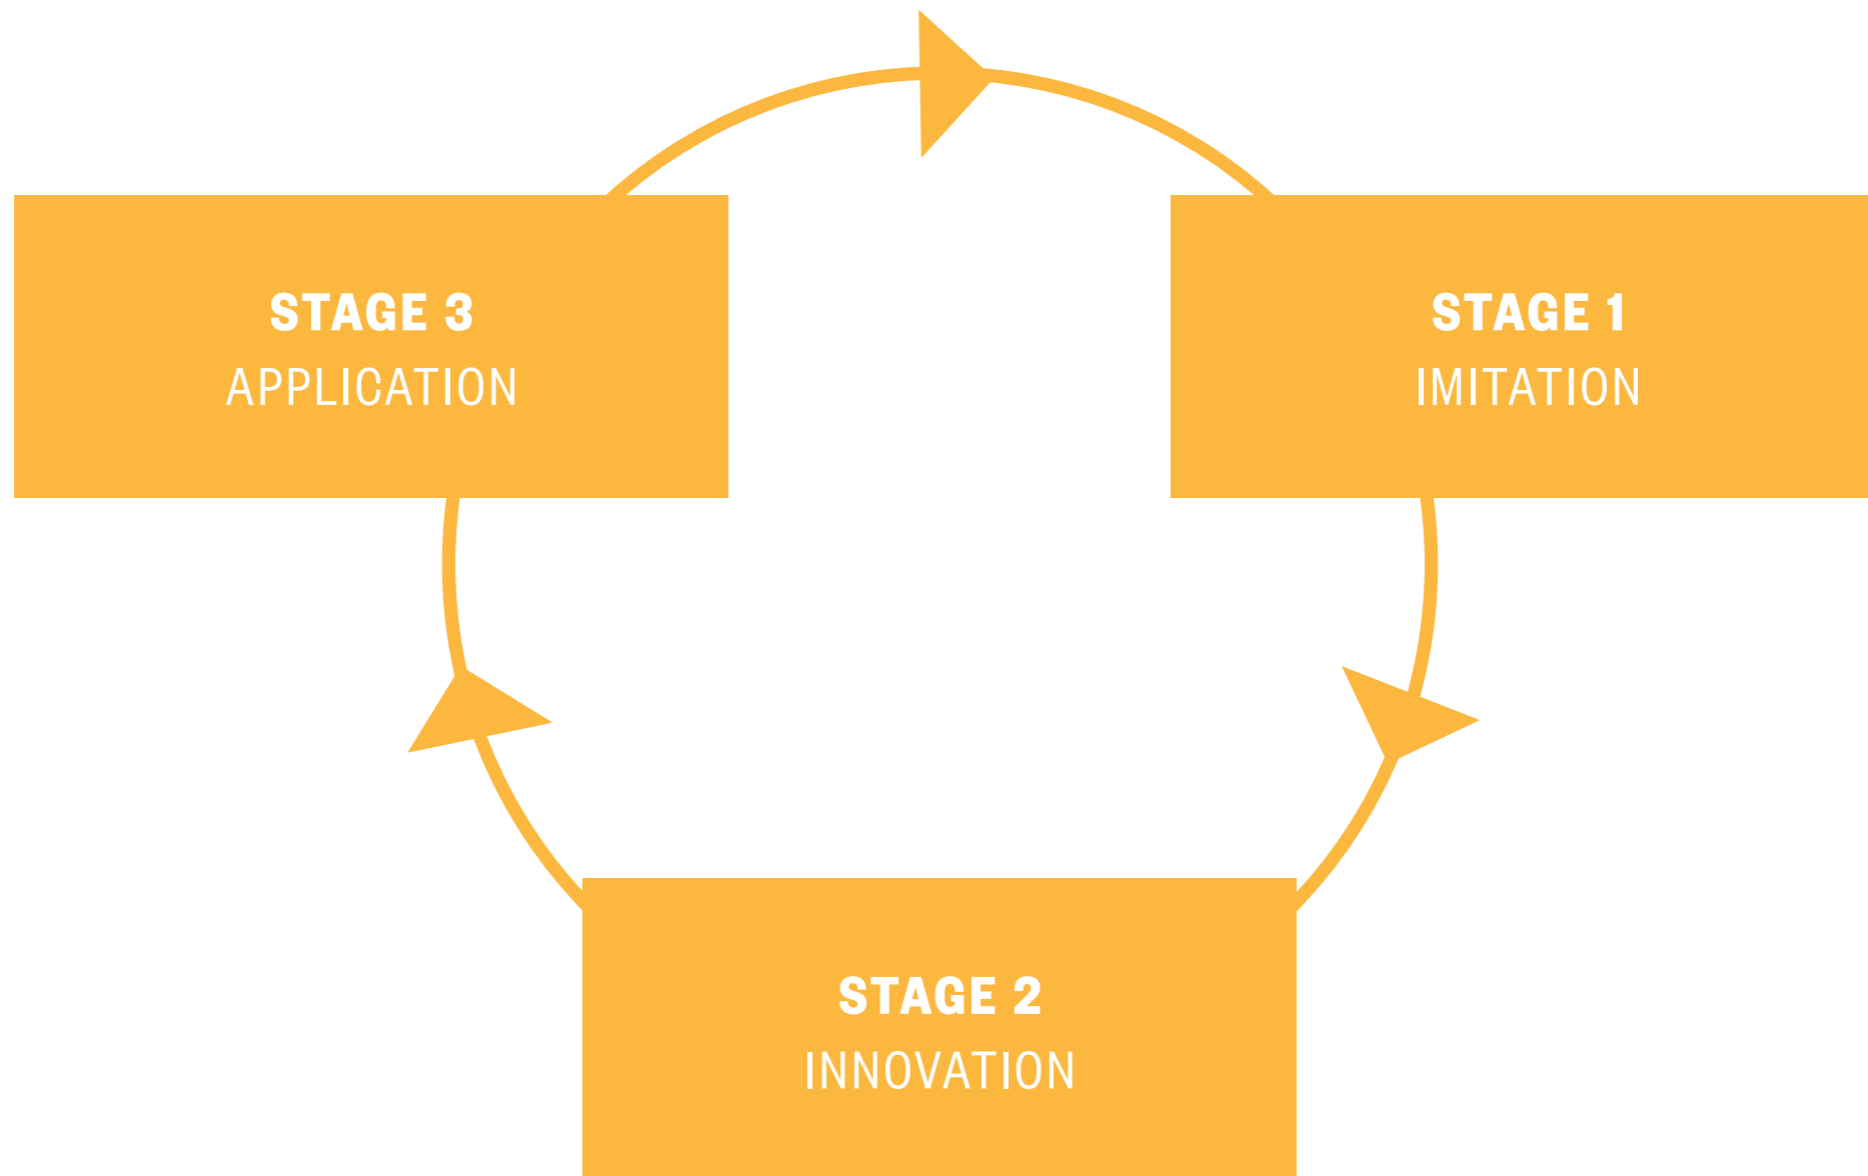 STAGE 3
APPLICATION
STAGE 1
IMITATION
STAGE 2
INNOVATION